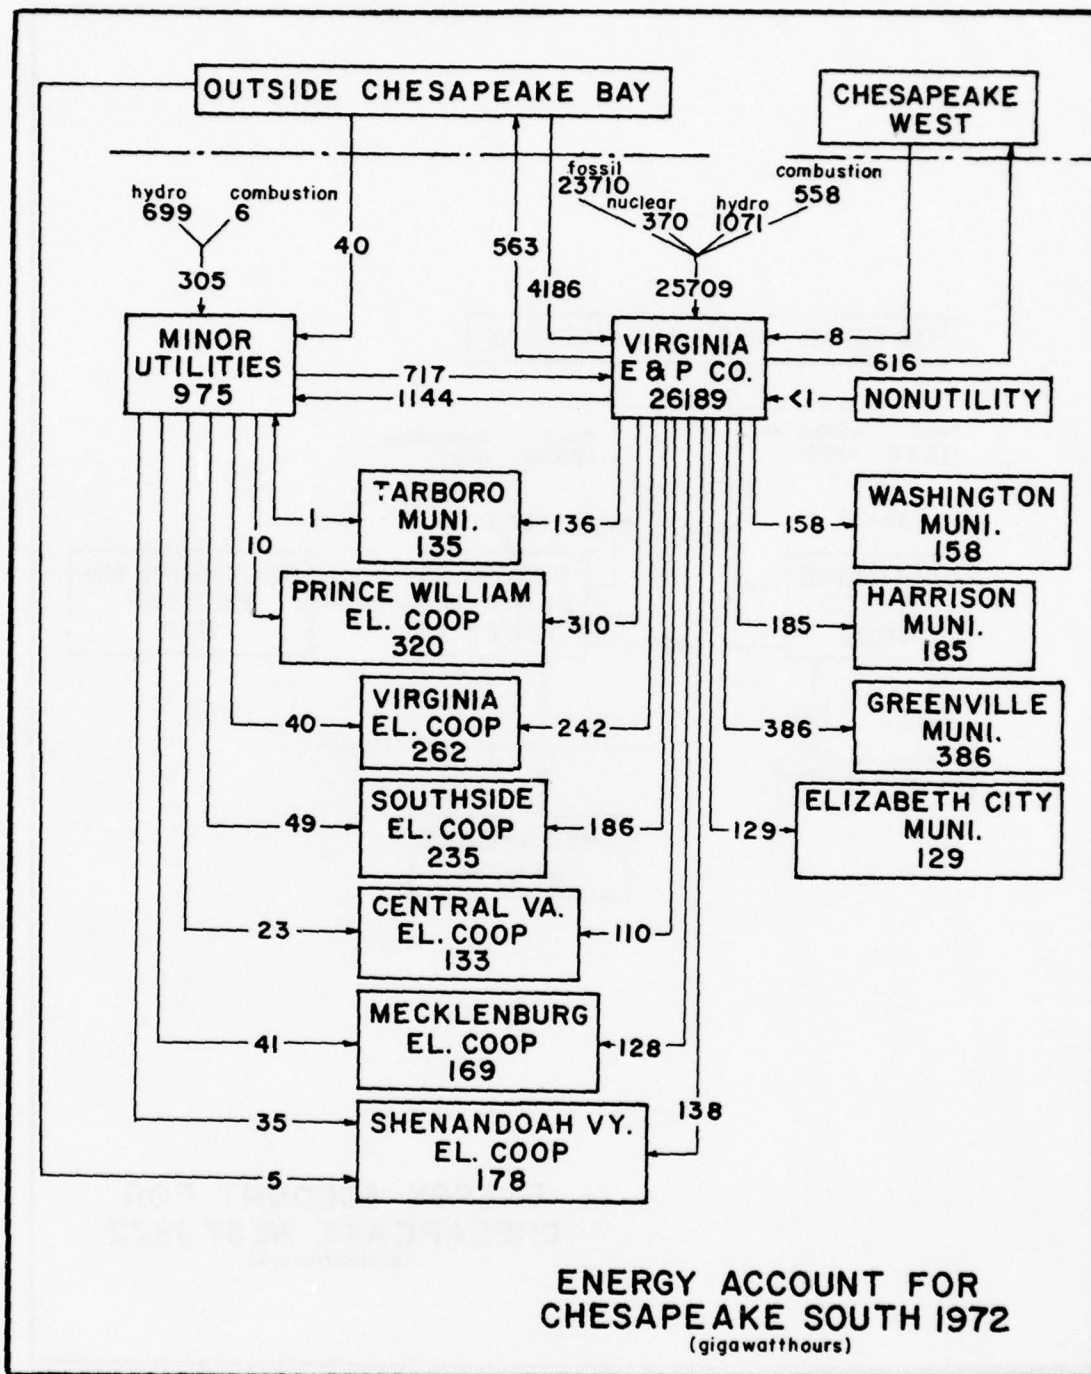 OUTSIDE CHESAPEAKE BAY
CHESAPEAKE
WEST
hydro
699
combustion
6
305
40
563
4186
fossil
23710
nuclear
370
hydro
1071
combustion
558
25709
8
616
MINOR
UTILITIES
975
717
1144
VIRGINIA
E & P CO.
26189
<1
NONUTILITY
1
TARBORO
MUNI.
135
136
158
WASHINGTON
MUNI.
158
10
PRINCE WILLIAM
EL. COOP
320
310
185
HARRISON
MUNI.
185
40
VIRGINIA
EL. COOP
262
242
386
GREENVILLE
MUNI.
386
49
SOUTHSIDE
EL. COOP
235
186
129
ELIZABETH CITY
MUNI.
129
23
CENTRAL VA.
EL. COOP
133
110
41
MECKLENBURG
EL. COOP
169
128
35
5
SHENANDOAH VY.
EL. COOP
178
138
ENERGY ACCOUNT FOR
CHESAPEAKE SOUTH 1972
(gigawatthours)